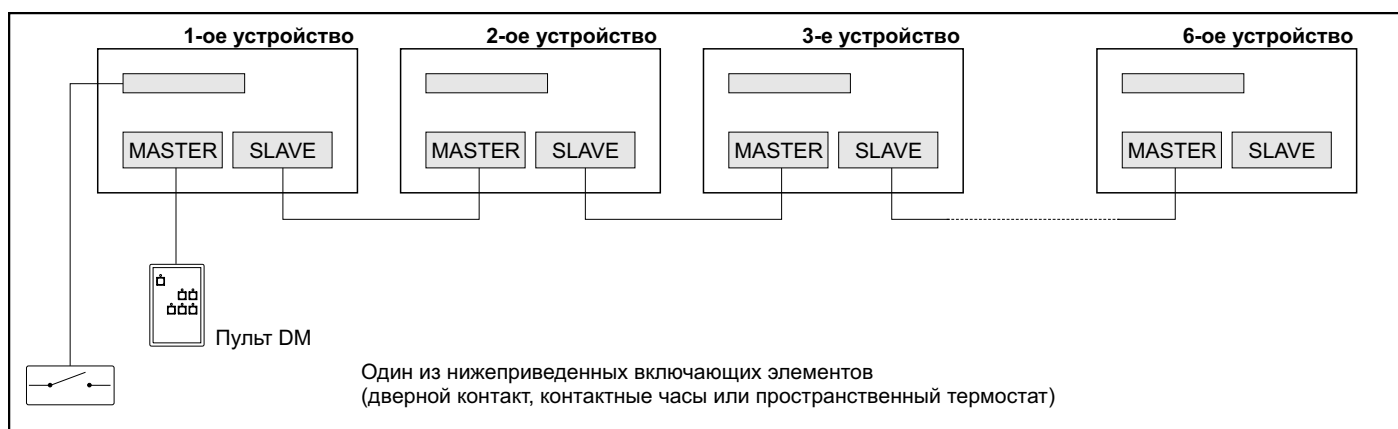 1-ое устройство
2-ое устройство
3-е устройство
6-ое устройство
MASTER SLAVE
MASTER SLAVE
MASTER SLAVE
MASTER SLAVE
Пульт DM
Один из нижеприведенных включающих элементов
(дверной контакт, контактные часы или пространственный термостат)